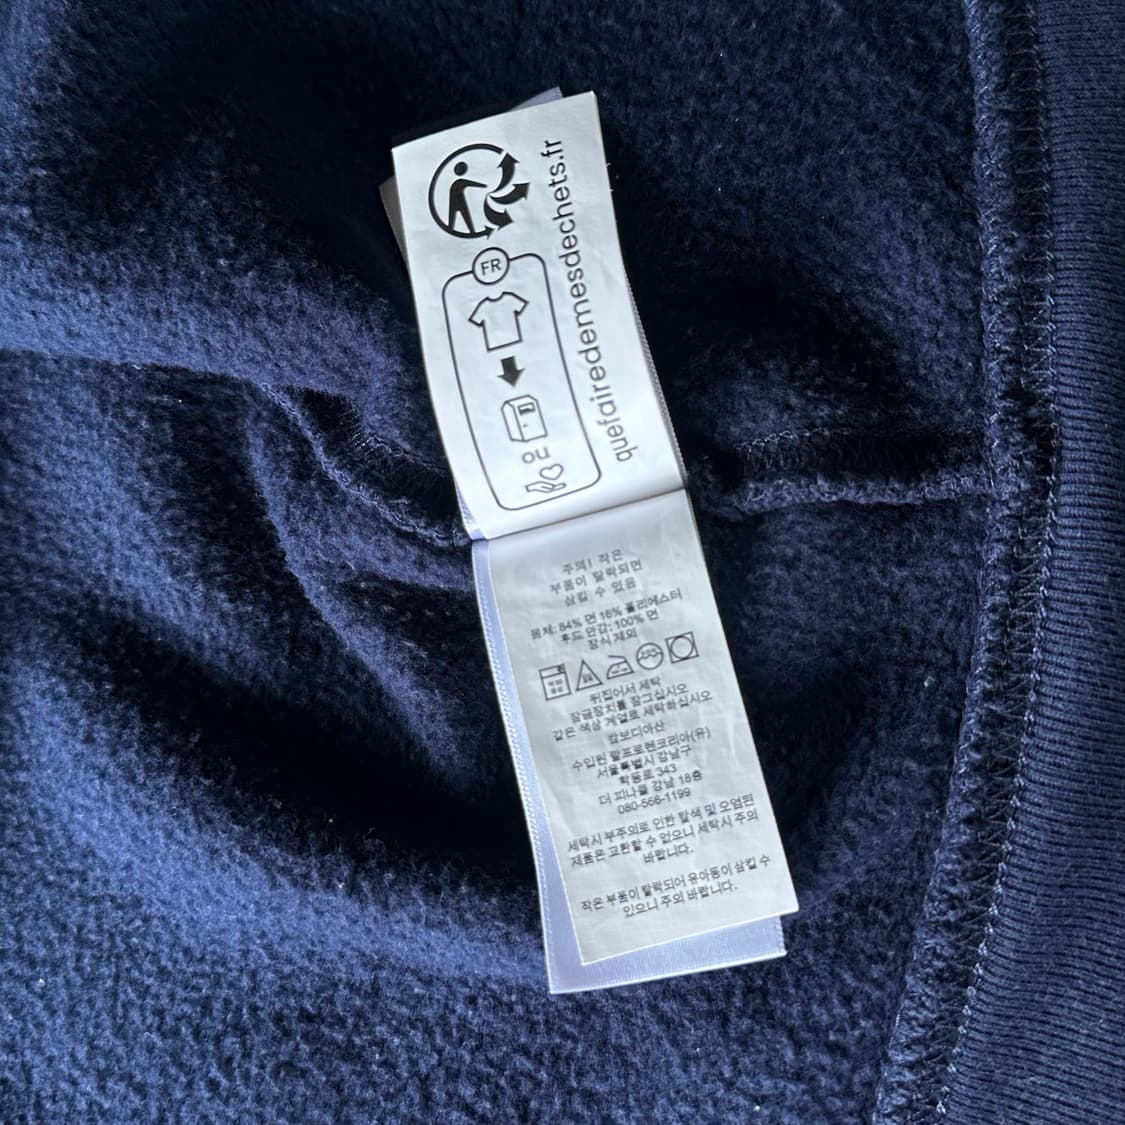 quefairedemesdechets.fr
FR
ou
주의! 작은
부품이 탈락되면
삼킬 수 있음
몸체: 84% 면 16% 폴리에스터
후드 안감: 100% 면
장식 제외
뒤집어서 세탁
잠금장치를 잠그십시오
같은 색상 계열로 세탁하십시오
캄보디아산
수입원 랄프로렌코리아(유)
서울특별시 강남구
학동로 343
더 피나클 강남 18층
080-566-1199
세탁시 부주의로 인한 탈색 및 오염된
제품은 교환할 수 없으니 세탁시 주의
바랍니다.
작은 부품이 탈락되어 유아동이 삼킬 수
있으니 주의 바랍니다.